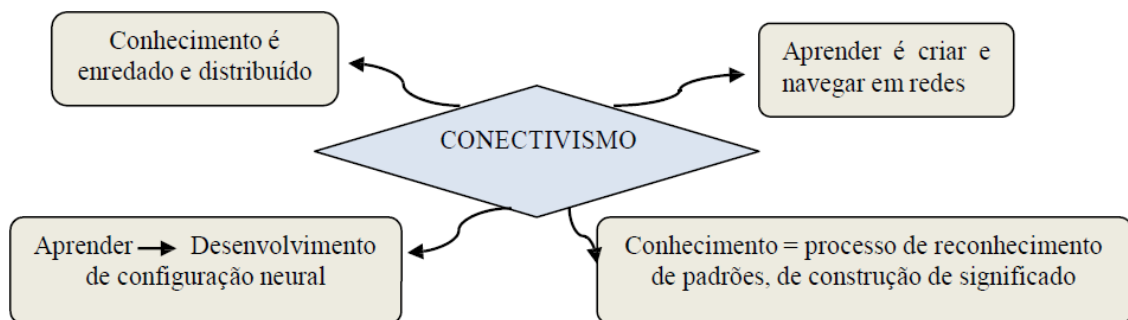 Conhecimento é
enredado e distribuído
Aprender é criar e
navegar em redes
CONECTIVISMO
Aprender → Desenvolvimento
de configuração neural
Conhecimento = processo de reconhecimento
de padrões, de construção de significado